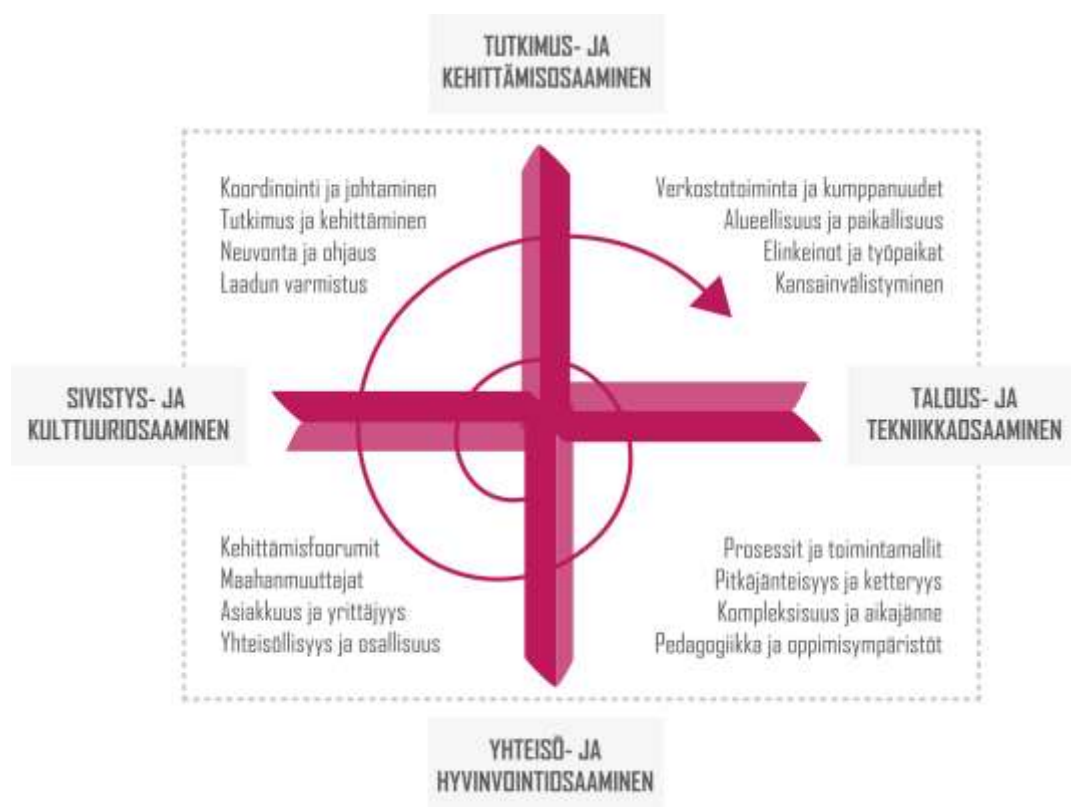 TUTKIMUS- JA
KEHITTÄMISOSAAMINEN
Koordinointi ja johtaminen
Tutkimus ja kehittäminen
Neuvonta ja ohjaus
Laadun varmistus
Verkostotoiminta ja kumppanuudet
Alueellisuus ja paikallisuus
Elinkeinot ja työpaikat
Kansainvälistyminen
SIVISTYS- JA
KULTTUURIOSAAMINEN
TALOUS- JA
TEKNIIKKAOSAAMINEN
Kehittämisfoorumit
Maahanmuuttajat
Asiakkuus ja yrittäjyys
Yhteisöllisyys ja osallisuus
Prosessit ja toimintamallit
Pitkäjänteisyys ja ketteryys
Kompleksisuus ja aikajänne
Pedagogiikka ja oppimisympäristöt
YHTEISÖ- JA
HYVINVOINTIOSAAMINEN